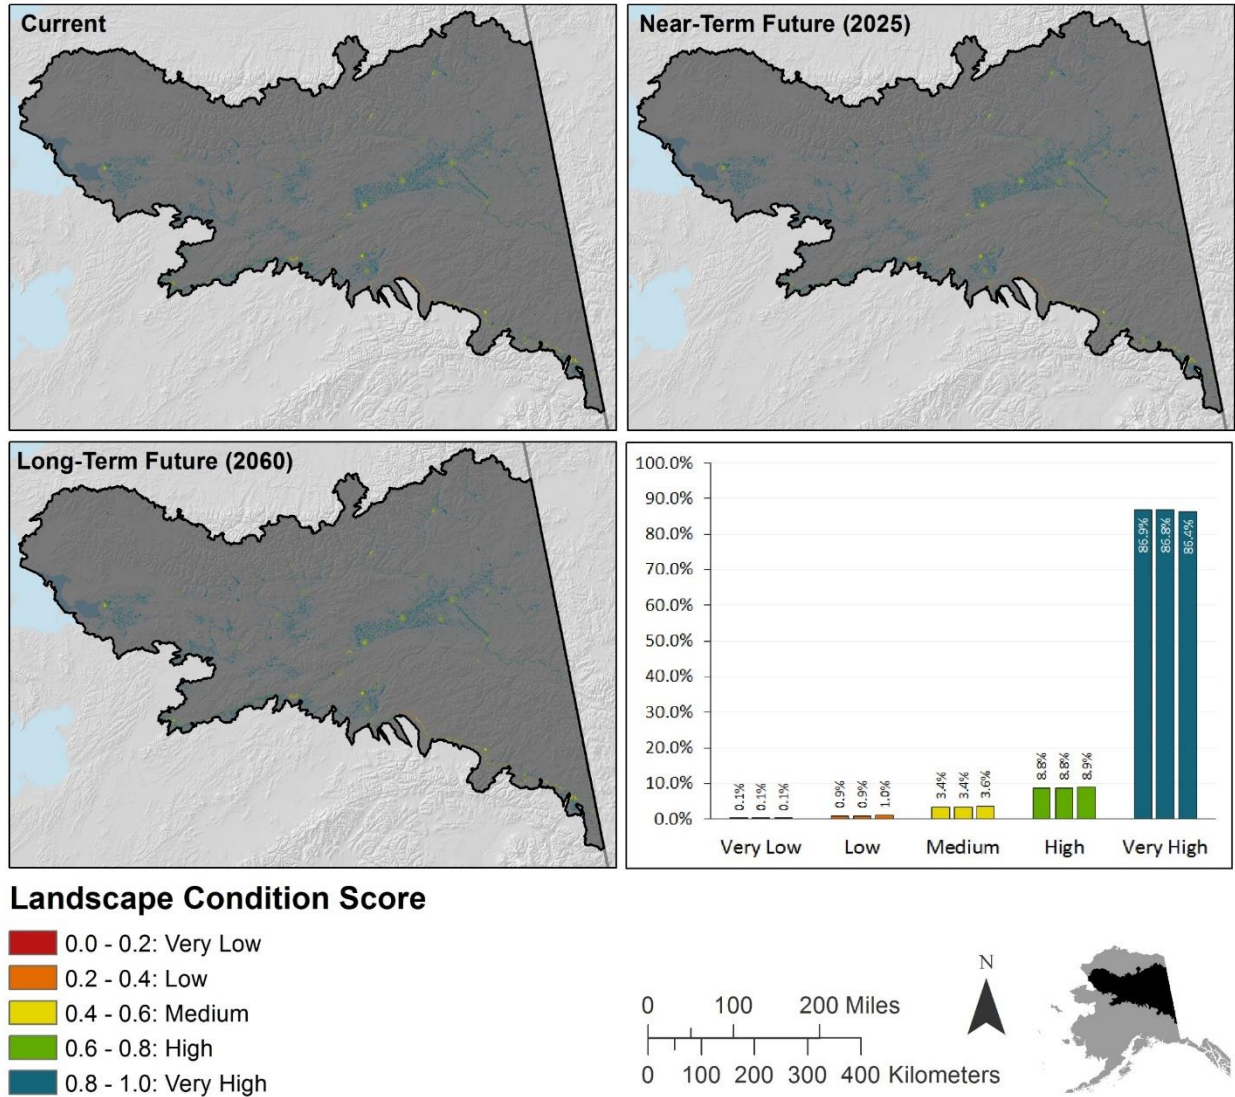 Current
Near-Term Future (2025)
Long-Term Future (2060)
100.0%
90.0%
80.0%
70.0%
60.0%
50.0%
40.0%
30.0%
20.0%
10.0%
0.0%
0.1%
0.1%
0.1%
0.9%
0.9%
1.0%
3.4%
3.4%
3.6%
8.8%
8.8%
8.9%
86.9%
86.8%
86.4%
Very Low
Low
Medium
High
Very High
Landscape Condition Score
0.0 - 0.2: Very Low
0.2 - 0.4: Low
0.4 - 0.6: Medium
0.6 - 0.8: High
0.8 - 1.0: Very High
0 100 200 Miles
0 100 200 300 400 Kilometers
N